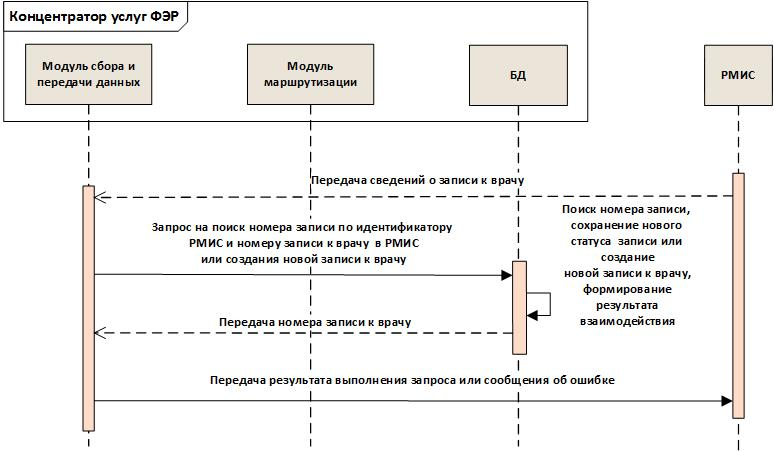 Концентратор услуг ФЭР
Модуль сбора и
передачи данных
Модуль
маршрутизации
БД
РМИС
Передача сведений о записи к врачу
Запрос на поиск номера записи по идентификатору
РМИС и номеру записи к врачу в РМИС
или создания новой записи к врачу
Поиск номера записи,
сохранение нового
статуса записи или
создание
новой записи к врачу,
формирование
результата
взаимодействия
Передача номера записи к врачу
Передача результата выполнения запроса или сообщения об ошибке